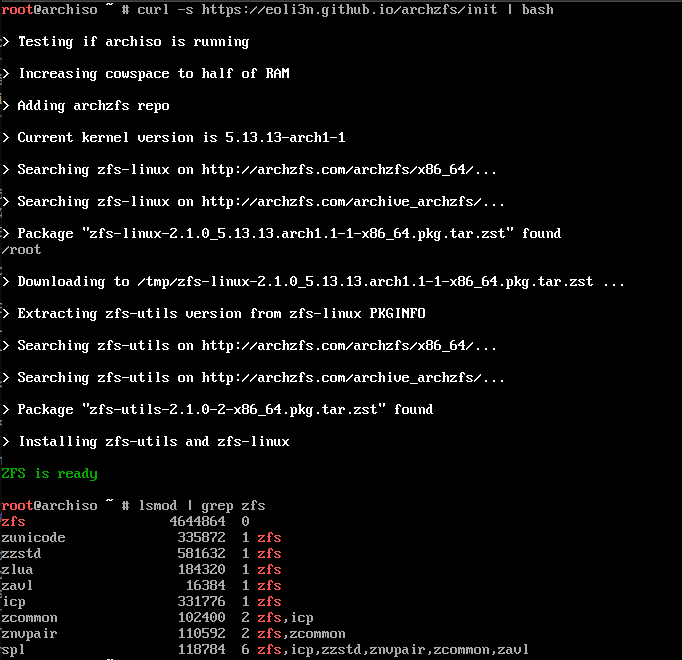 root@archiso ~ # curl -s https://eoli3n.github.io/archzfs/init | bash
> Testing if archiso is running
> Increasing cowspace to half of RAM
> Adding archzfs repo
> Current kernel version is 5.13.13-arch1-1
> Searching zfs-linux on http://archzfs.com/archzfs/x86_64/...
> Searching zfs-linux on http://archzfs.com/archive_archzfs/...
> Package "zfs-linux-2.1.0_5.13.13.arch1.1-1-x86_64.pkg.tar.zst" found
/root
> Downloading to /tmp/zfs-linux-2.1.0_5.13.13.arch1.1-1-x86_64.pkg.tar.zst ...
> Extracting zfs-utils version from zfs-linux PKGINFO
> Searching zfs-utils on http://archzfs.com/archzfs/x86_64/...
> Searching zfs-utils on http://archzfs.com/archive_archzfs/...
> Package "zfs-utils-2.1.0-2-x86_64.pkg.tar.zst" found
> Installing zfs-utils and zfs-linux
ZFS is ready
root@archiso ~ # lsmod | grep zfs
zfs 4644864 0
zunicode 335872 1 zfs
zzstd 581632 1 zfs
zlua 184320 1 zfs
zavl 16384 1 zfs
icp 331776 1 zfs
zcommon 102400 2 zfs,icp
znvpair 110592 2 zfs,zcommon
spl 118784 6 zfs,icp,zzstd,znvpair,zcommon,zavl